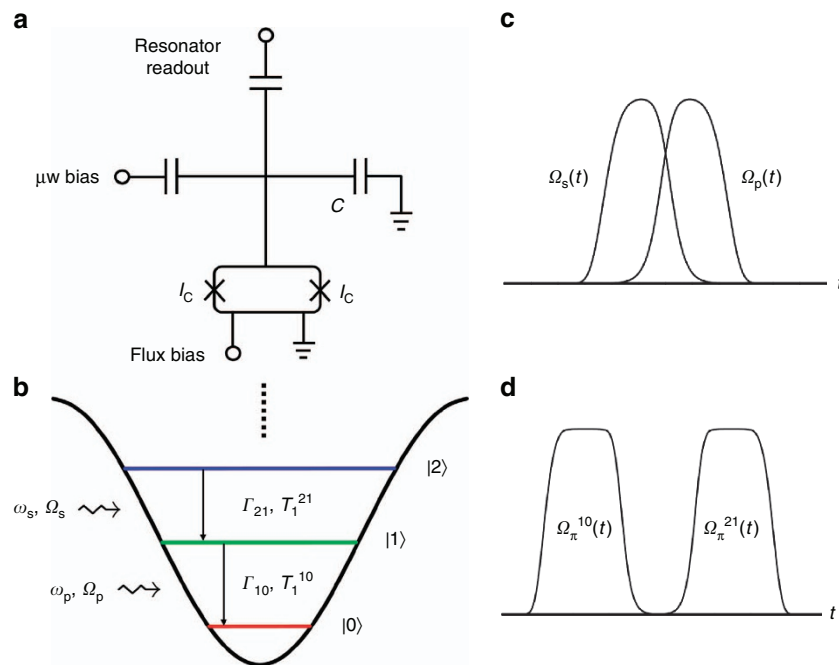 a
Resonator
readout
μw bias
C
I_C
I_C
Flux bias
b
|2⟩
ω_s, Ω_s
Γ_21, T_1^21
|1⟩
ω_p, Ω_p
Γ_10, T_1^10
|0⟩
c
Ω_s(t)
Ω_p(t)
t
d
Ω_π^10(t)
Ω_π^21(t)
t